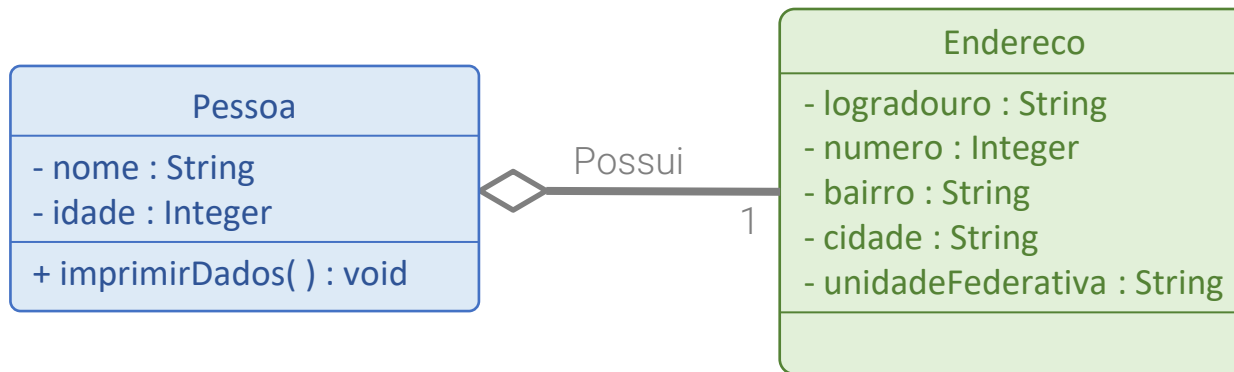 Pessoa
- nome : String
- idade : Integer
+ imprimirDados( ) : void
Possui
1
Endereco
- logradouro : String
- numero : Integer
- bairro : String
- cidade : String
- unidadeFederativa : String